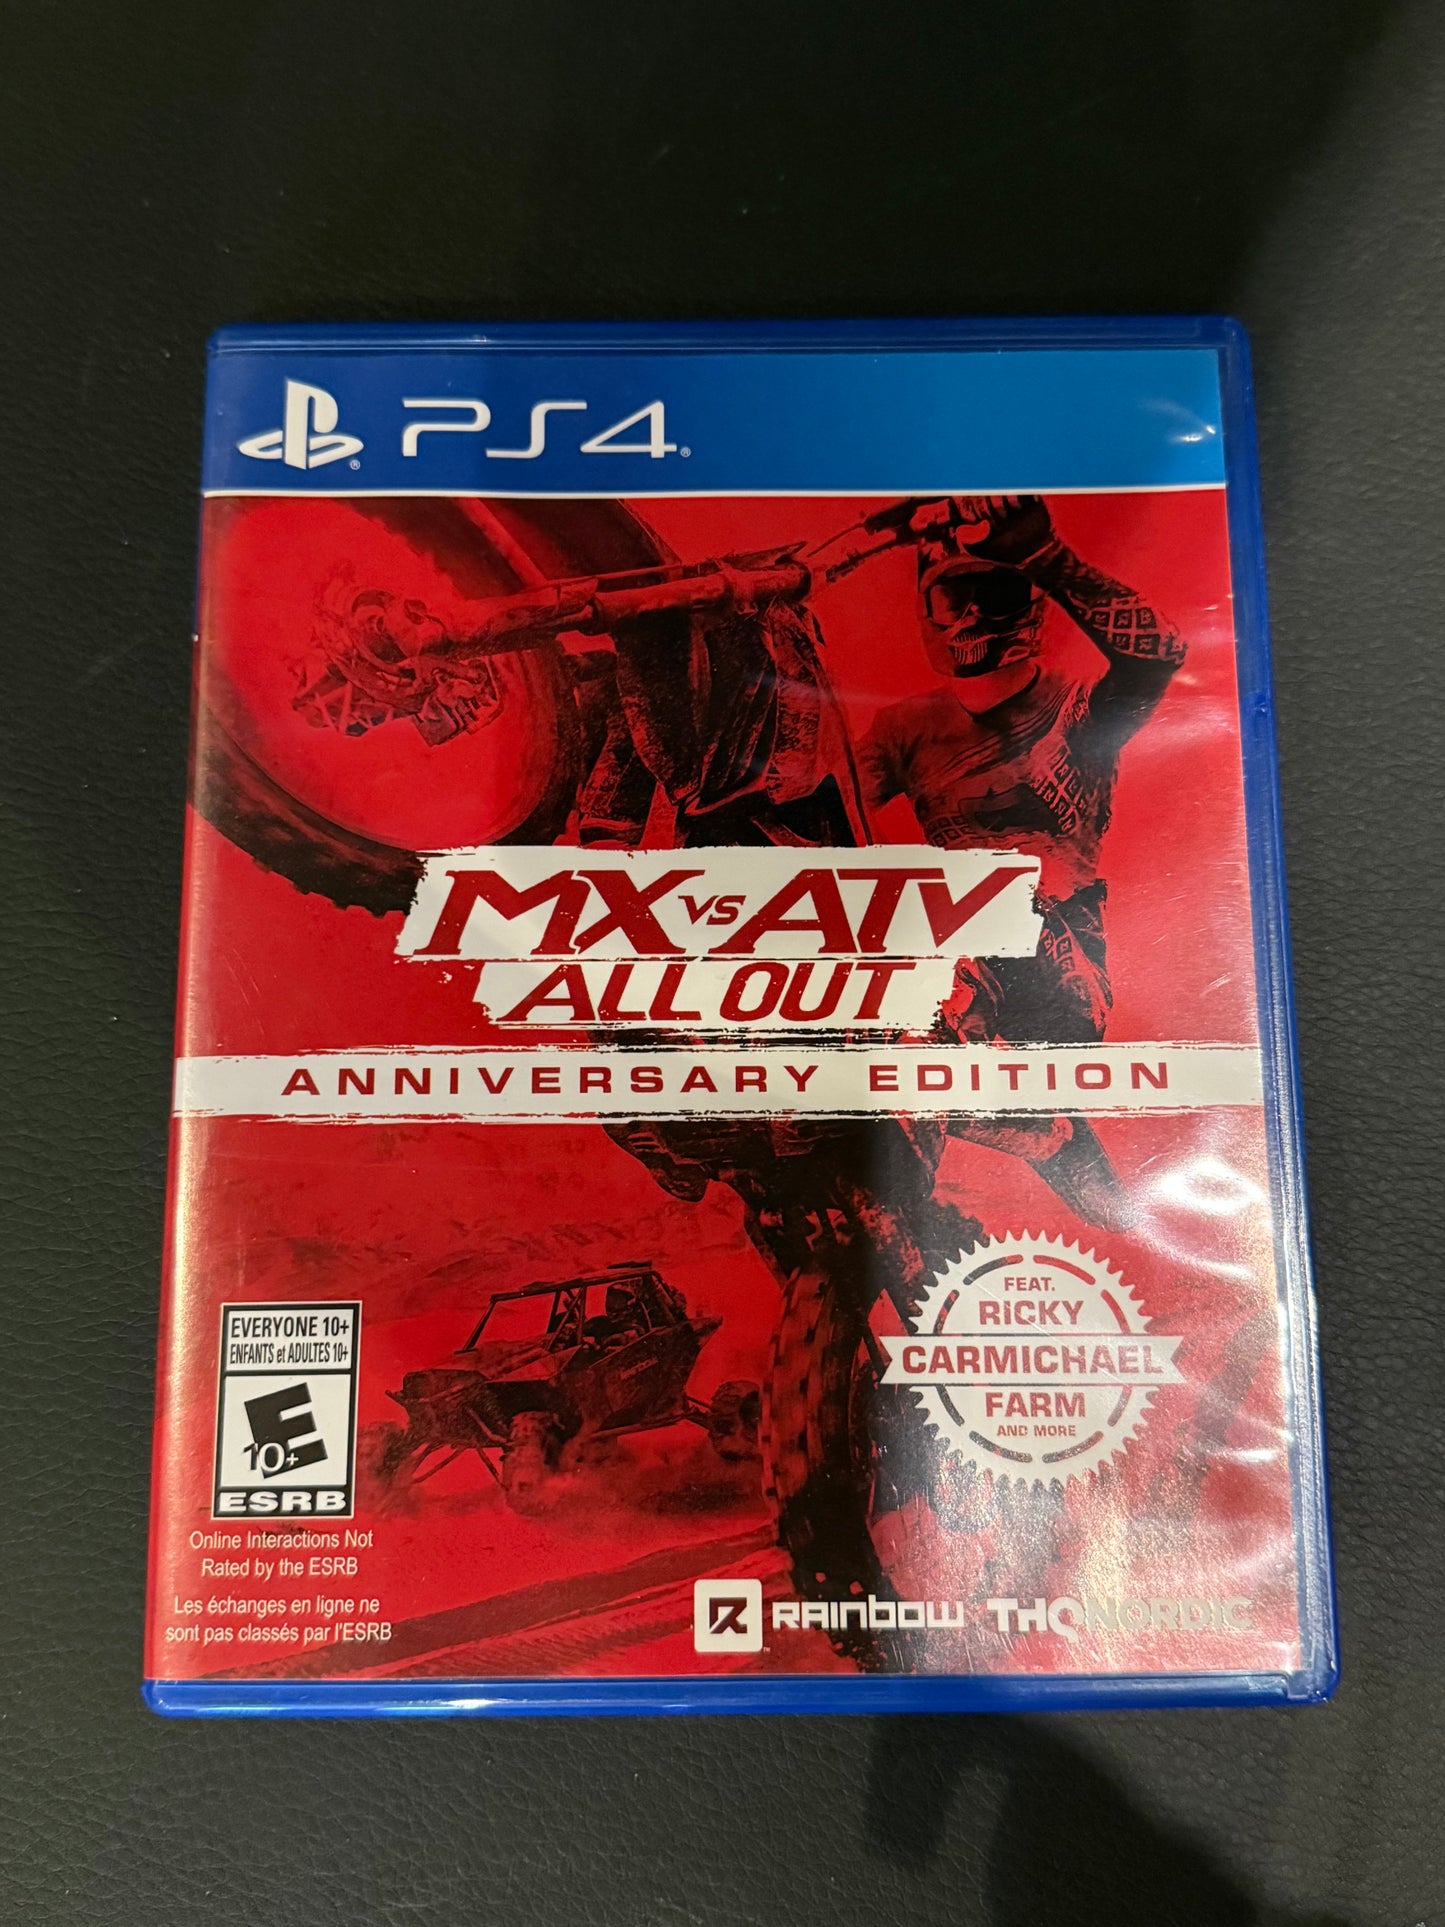 PS4
MX vs ATV
ALL OUT
ANNIVERSARY EDITION
FEAT.
RICKY
CARMICHAEL
FARM
AND MORE
EVERYONE 10+
ENFANTS et ADULTES 10+
E
10+
ESRB
Online Interactions Not
Rated by the ESRB
Les échanges en ligne ne
sont pas classés par l'ESRB
RAINBOW THQ NORDIC